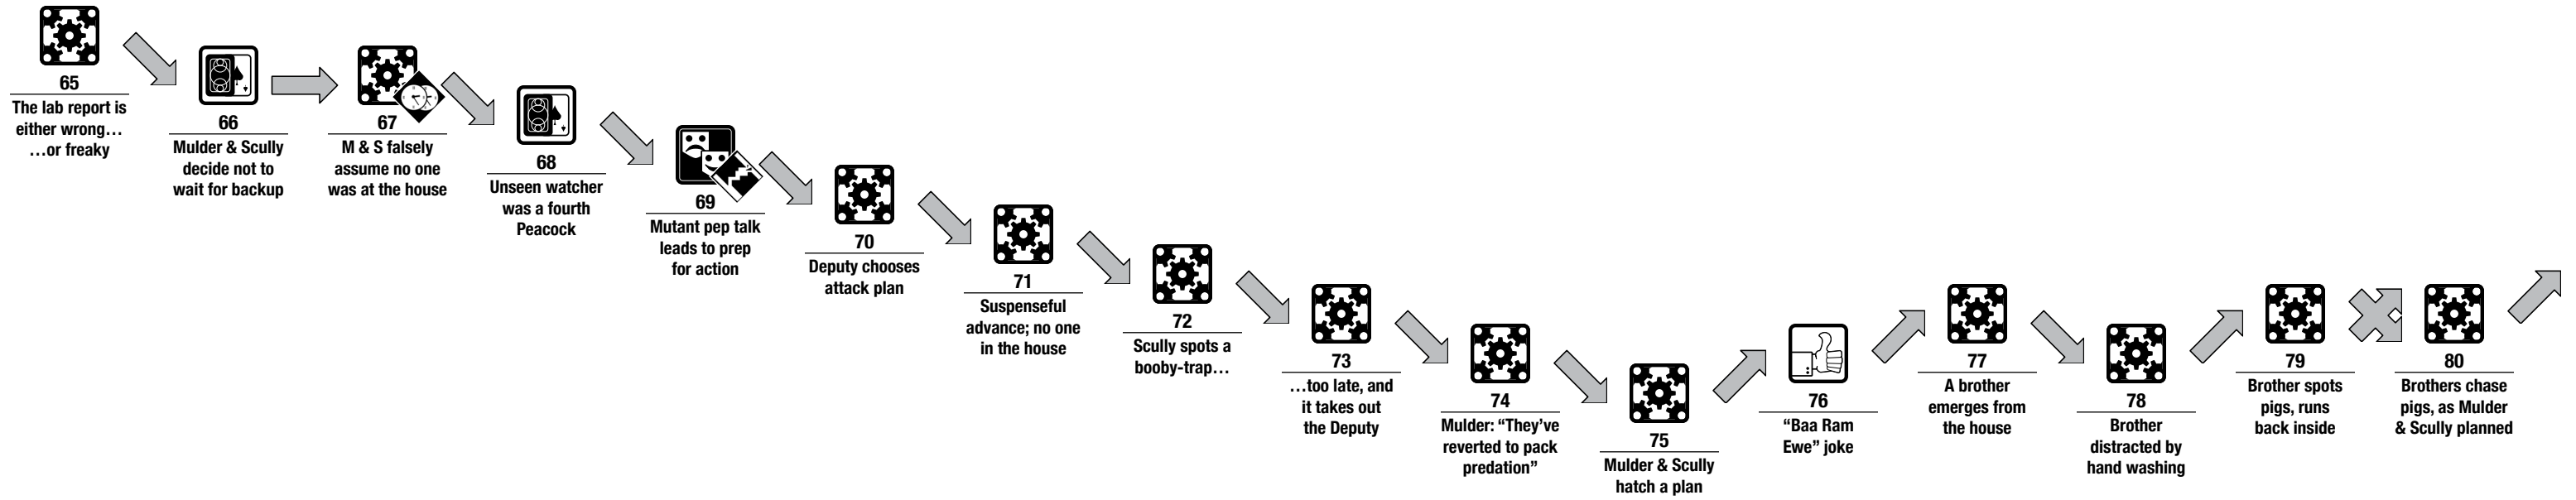 65
The lab report is
either wrong…
…or freaky
66
Mulder & Scully
decide not to
wait for backup
67
M & S falsely
assume no one
was at the house
68
Unseen watcher
was a fourth
Peacock
69
Mutant pep talk
leads to prep
for action
70
Deputy chooses
attack plan
71
Suspenseful
advance; no one
in the house
72
Scully spots a
booby-trap…
73
…too late, and
it takes out
the Deputy
74
Mulder: “They’ve
reverted to pack
predation”
75
Mulder & Scully
hatch a plan
76
“Baa Ram
Ewe” joke
77
A brother
emerges from
the house
78
Brother
distracted by
hand washing
79
Brother spots
pigs, runs
back inside
80
Brothers chase
pigs, as Mulder
& Scully planned